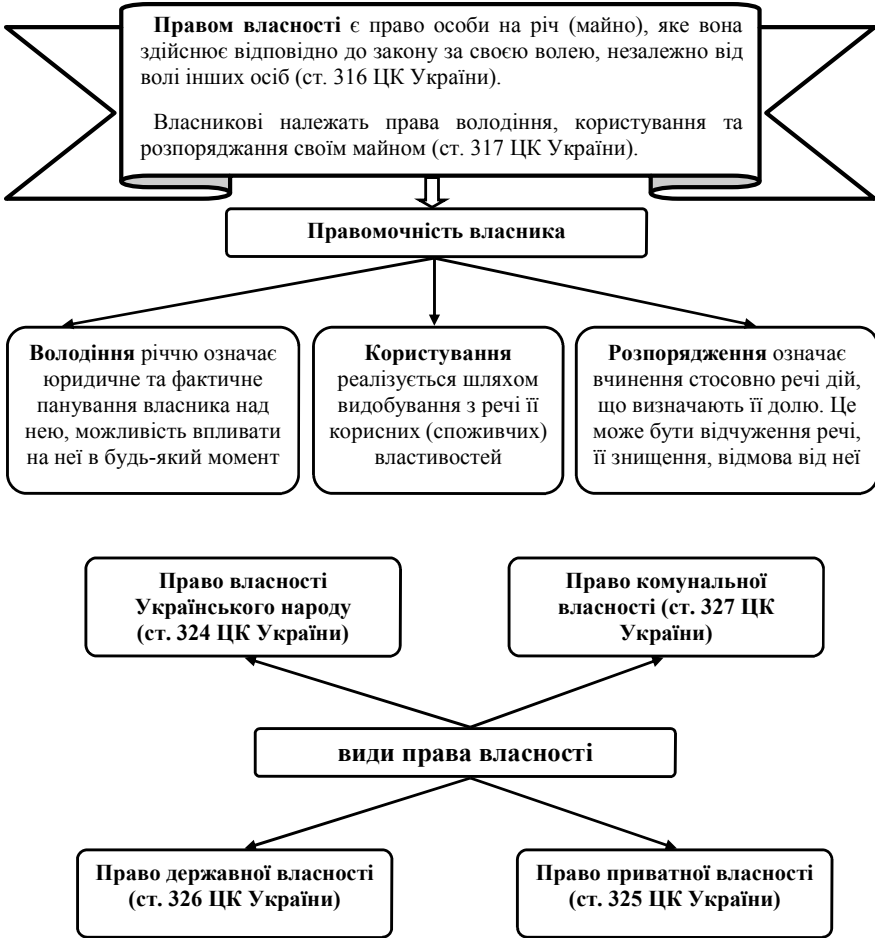 Правом власності є право особи на річ (майно), яке вона
здійснює відповідно до закону за своєю волею, незалежно від
волі інших осіб (ст. 316 ЦК України).
Власникові належать права володіння, користування та
розпоряджання своїм майном (ст. 317 ЦК України).
Правомочність власника
Володіння річчю означає
юридичне та фактичне
панування власника над
нею, можливість впливати
на неї в будь-який момент
Користування
реалізується шляхом
видобування з речі її
корисних (споживчих)
властивостей
Розпорядження означає
вчинення стосовно речі дій,
що визначають її долю. Це
може бути відчуження речі,
її знищення, відмова від неї
Право власності
Українського народу
(ст. 324 ЦК України)
Право комунальної
власності (ст. 327 ЦК
України)
види права власності
Право державної власності
(ст. 326 ЦК України)
Право приватної власності
(ст. 325 ЦК України)